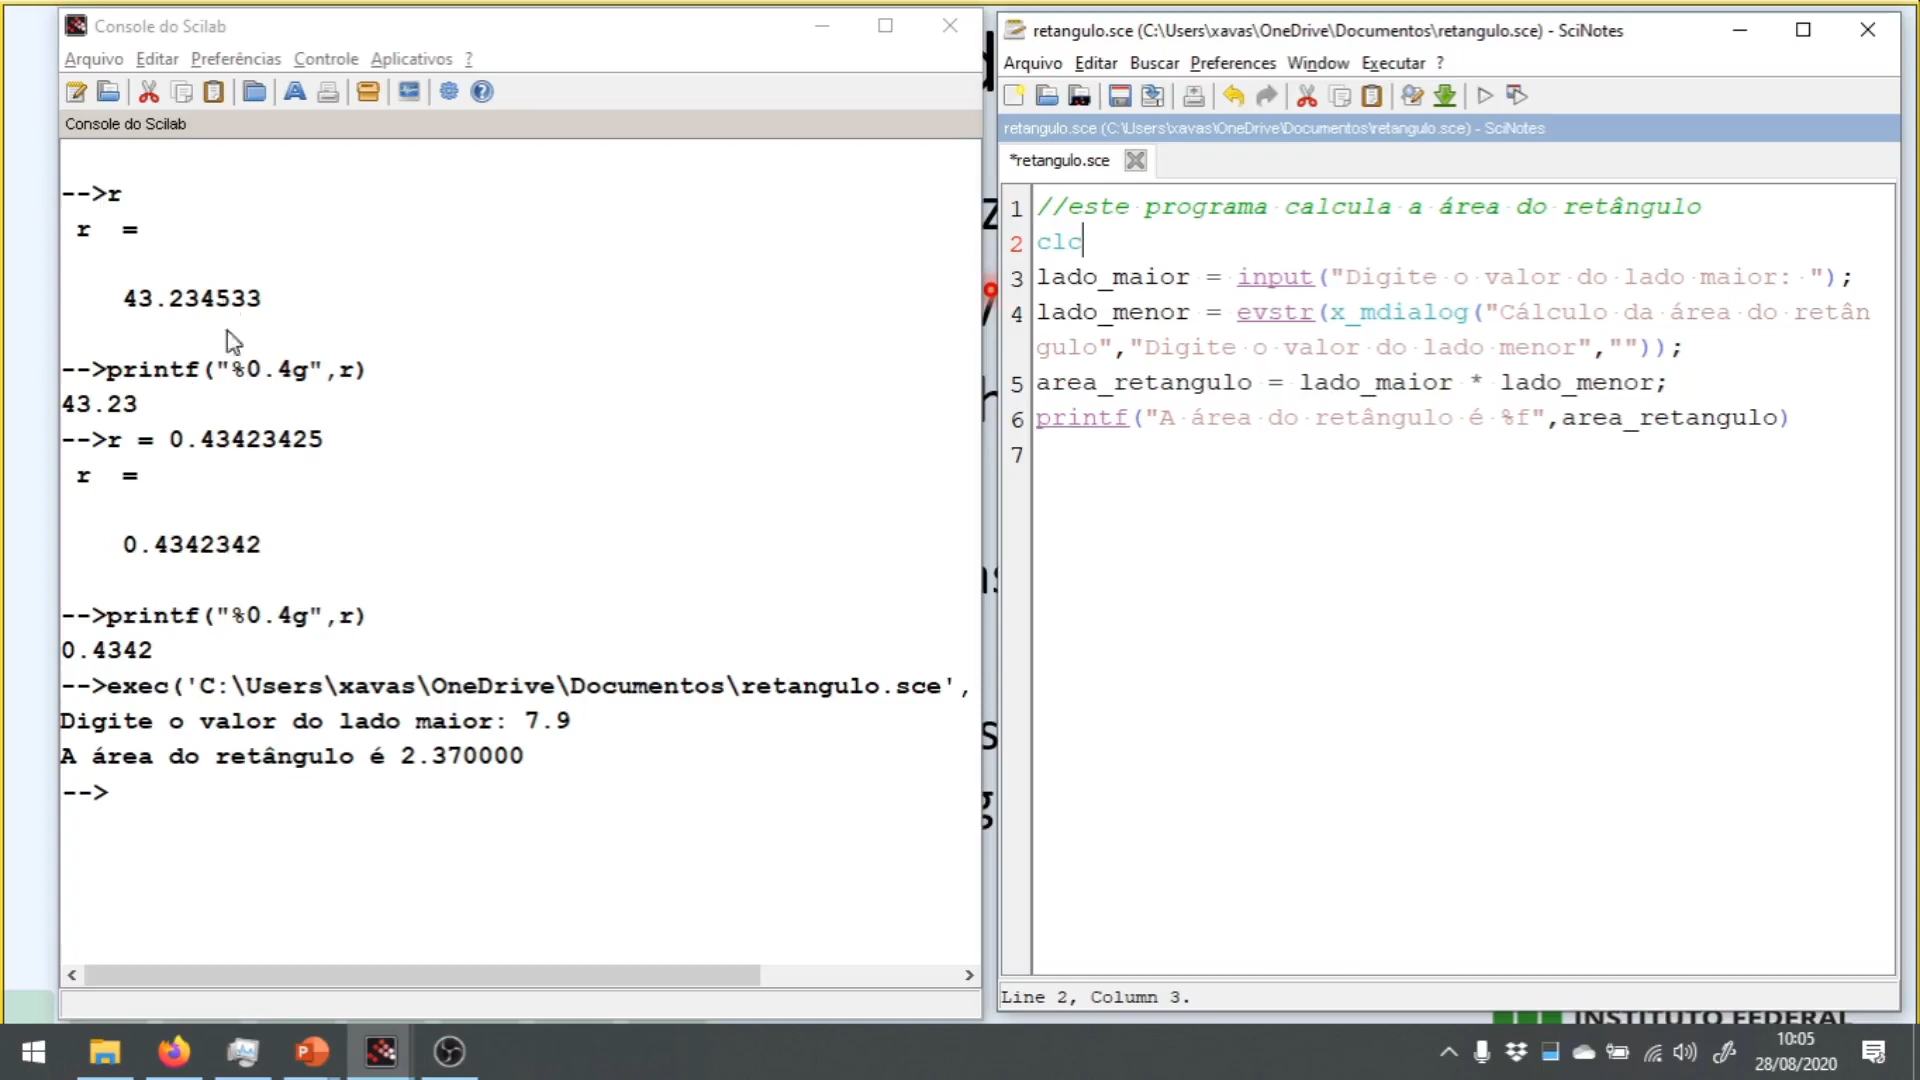 Console do Scilab
Arquivo Editar Preferências Controle Aplicativos ?
Console do Scilab
-->r
r =
43.234533
-->printf("%0.4g",r)
43.23
-->r = 0.43423425
r =
0.4342342
-->printf("%0.4g",r)
0.4342
-->exec('C:\Users\xavas\OneDrive\Documentos\retangulo.sce',
Digite o valor do lado maior: 7.9
A área do retângulo é 2.370000
-->
retangulo.sce (C:\Users\xavas\OneDrive\Documentos\retangulo.sce) - SciNotes
Arquivo Editar Buscar Preferences Window Executar ?
retangulo.sce (C:\Users\xavas\OneDrive\Documentos\retangulo.sce) - SciNotes
*retangulo.sce
1 //este programa calcula a área do retângulo
2 clc
3 lado_maior = input("Digite o valor do lado maior: ");
4 lado_menor = evstr(x_mdialog("Cálculo da área do retân
gulo","Digite o valor do lado menor",""));
5 area_retangulo = lado_maior * lado_menor;
6 printf("A área do retângulo é %f",area_retangulo)
7
Line 2, Column 3.
INSTITUTO FEDERAL
10:05
28/08/2020